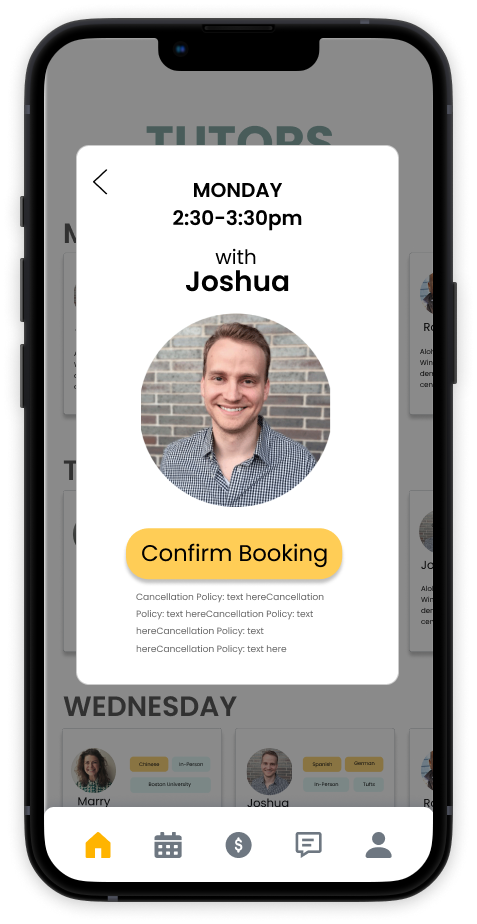 TUTORS
MONDAY
2:30-3:30pm
with
Joshua
Confirm Booking
Cancellation Policy: text hereCancellation
Policy: text hereCancellation Policy: text
hereCancellation Policy: text
hereCancellation Policy: text here
WEDNESDAY
Chinese
In-Person
Boston University
Marry
Spanish
German
In-Person
Tufts
Joshua
$